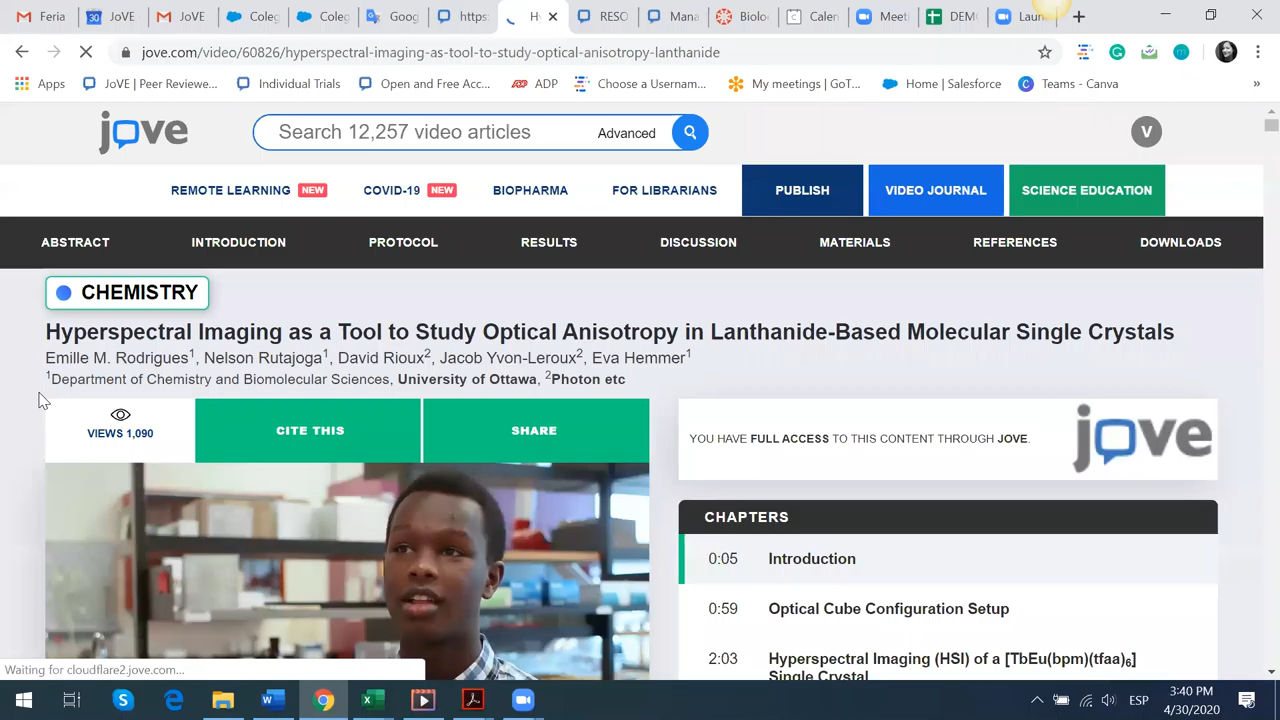 Feria
JoVE
JoVE
Coleg
Coleg
Goog
https:
Hy
RESO
Mana
Biolo
Calen
Meeti
DEM
Laun
jove.com/video/60826/hyperspectral-imaging-as-tool-to-study-optical-anisotropy-lanthanide
Apps
JoVE | Peer Reviewe...
Individual Trials
Open and Free Acc...
ADP
Choose a Usernam...
My meetings | GoT...
Home | Salesforce
Teams - Canva
»
jove
Search 12,257 video articles
Advanced
V
REMOTE LEARNING NEW
COVID-19 NEW
BIOPHARMA
FOR LIBRARIANS
PUBLISH
VIDEO JOURNAL
SCIENCE EDUCATION
ABSTRACT
INTRODUCTION
PROTOCOL
RESULTS
DISCUSSION
MATERIALS
REFERENCES
DOWNLOADS
CHEMISTRY
Hyperspectral Imaging as a Tool to Study Optical Anisotropy in Lanthanide-Based Molecular Single Crystals
Emille M. Rodrigues1, Nelson Rutajoga1, David Rioux2, Jacob Yvon-Leroux2, Eva Hemmer1
1Department of Chemistry and Biomolecular Sciences, University of Ottawa, 2Photon etc
VIEWS 1,090
CITE THIS
SHARE
YOU HAVE FULL ACCESS TO THIS CONTENT THROUGH JOVE.
jove
CHAPTERS
0:05 Introduction
0:59 Optical Cube Configuration Setup
2:03 Hyperspectral Imaging (HSI) of a [TbEu(bpm)(tfaa)6]
Single Crystal
Waiting for cloudflare2.jove.com...
ESP
3:40 PM
4/30/2020